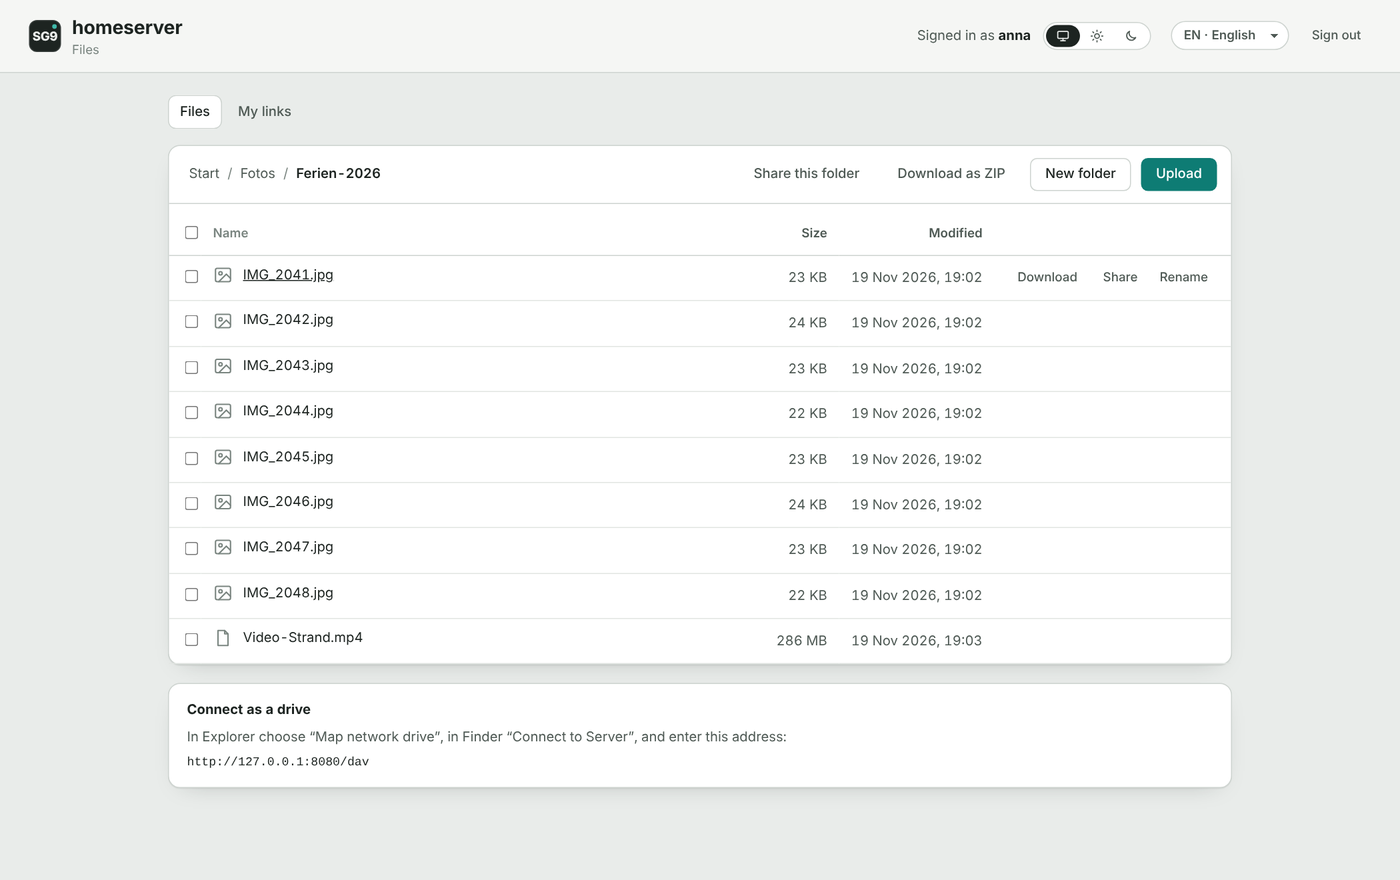 SG9
homeserver
Files
Signed in as anna
EN · English
Sign out
Files
My links
Start / Fotos / Ferien-2026
Share this folder
Download as ZIP
New folder
Upload
Name Size Modified
IMG_2041.jpg 23 KB 19 Nov 2026, 19:02 Download Share Rename
IMG_2042.jpg 24 KB 19 Nov 2026, 19:02
IMG_2043.jpg 23 KB 19 Nov 2026, 19:02
IMG_2044.jpg 22 KB 19 Nov 2026, 19:02
IMG_2045.jpg 23 KB 19 Nov 2026, 19:02
IMG_2046.jpg 24 KB 19 Nov 2026, 19:02
IMG_2047.jpg 23 KB 19 Nov 2026, 19:02
IMG_2048.jpg 22 KB 19 Nov 2026, 19:02
Video-Strand.mp4 286 MB 19 Nov 2026, 19:03
Connect as a drive
In Explorer choose “Map network drive”, in Finder “Connect to Server”, and enter this address:
http://127.0.0.1:8080/dav